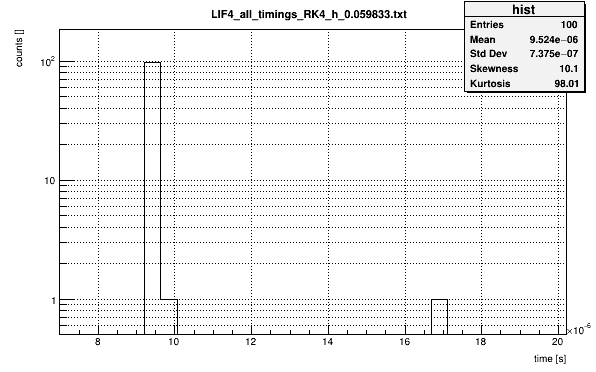 LIF4_all_timings_RK4_h_0.059833.txt
hist
Entries 100
Mean 9.524e−06
Std Dev 7.375e−07
Skewness 10.1
Kurtosis 98.01
counts []
10²
10
1
8 10 12 14 16 18 20
×10⁻⁶
time [s]